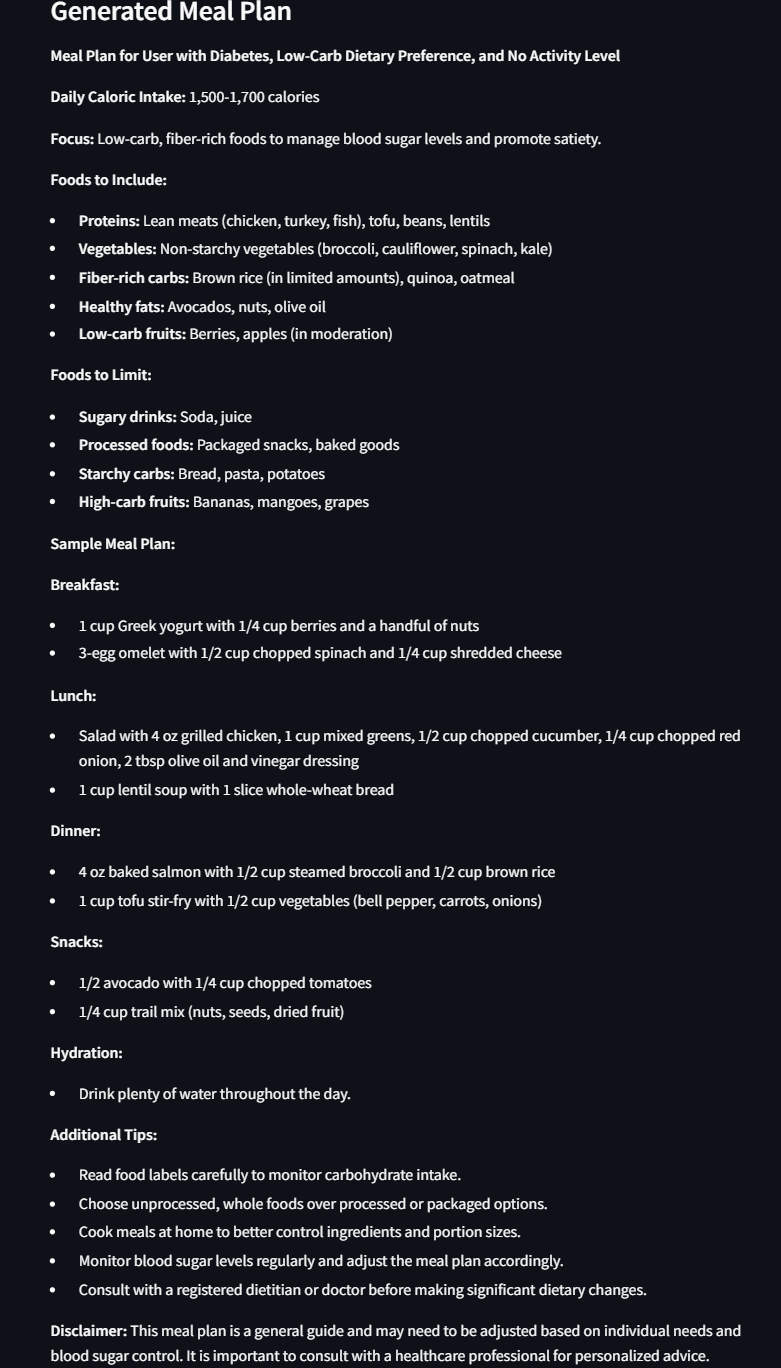 Generated Meal Plan
Meal Plan for User with Diabetes, Low-Carb Dietary Preference, and No Activity Level
Daily Caloric Intake: 1,500-1,700 calories
Focus: Low-carb, fiber-rich foods to manage blood sugar levels and promote satiety.
Foods to Include:
• Proteins: Lean meats (chicken, turkey, fish), tofu, beans, lentils
• Vegetables: Non-starchy vegetables (broccoli, cauliflower, spinach, kale)
• Fiber-rich carbs: Brown rice (in limited amounts), quinoa, oatmeal
• Healthy fats: Avocados, nuts, olive oil
• Low-carb fruits: Berries, apples (in moderation)
Foods to Limit:
• Sugary drinks: Soda, juice
• Processed foods: Packaged snacks, baked goods
• Starchy carbs: Bread, pasta, potatoes
• High-carb fruits: Bananas, mangoes, grapes
Sample Meal Plan:
Breakfast:
• 1 cup Greek yogurt with 1/4 cup berries and a handful of nuts
• 3-egg omelet with 1/2 cup chopped spinach and 1/4 cup shredded cheese
Lunch:
• Salad with 4 oz grilled chicken, 1 cup mixed greens, 1/2 cup chopped cucumber, 1/4 cup chopped red
onion, 2 tbsp olive oil and vinegar dressing
• 1 cup lentil soup with 1 slice whole-wheat bread
Dinner:
• 4 oz baked salmon with 1/2 cup steamed broccoli and 1/2 cup brown rice
• 1 cup tofu stir-fry with 1/2 cup vegetables (bell pepper, carrots, onions)
Snacks:
• 1/2 avocado with 1/4 cup chopped tomatoes
• 1/4 cup trail mix (nuts, seeds, dried fruit)
Hydration:
• Drink plenty of water throughout the day.
Additional Tips:
• Read food labels carefully to monitor carbohydrate intake.
• Choose unprocessed, whole foods over processed or packaged options.
• Cook meals at home to better control ingredients and portion sizes.
• Monitor blood sugar levels regularly and adjust the meal plan accordingly.
• Consult with a registered dietitian or doctor before making significant dietary changes.
Disclaimer: This meal plan is a general guide and may need to be adjusted based on individual needs and
blood sugar control. It is important to consult with a healthcare professional for personalized advice.